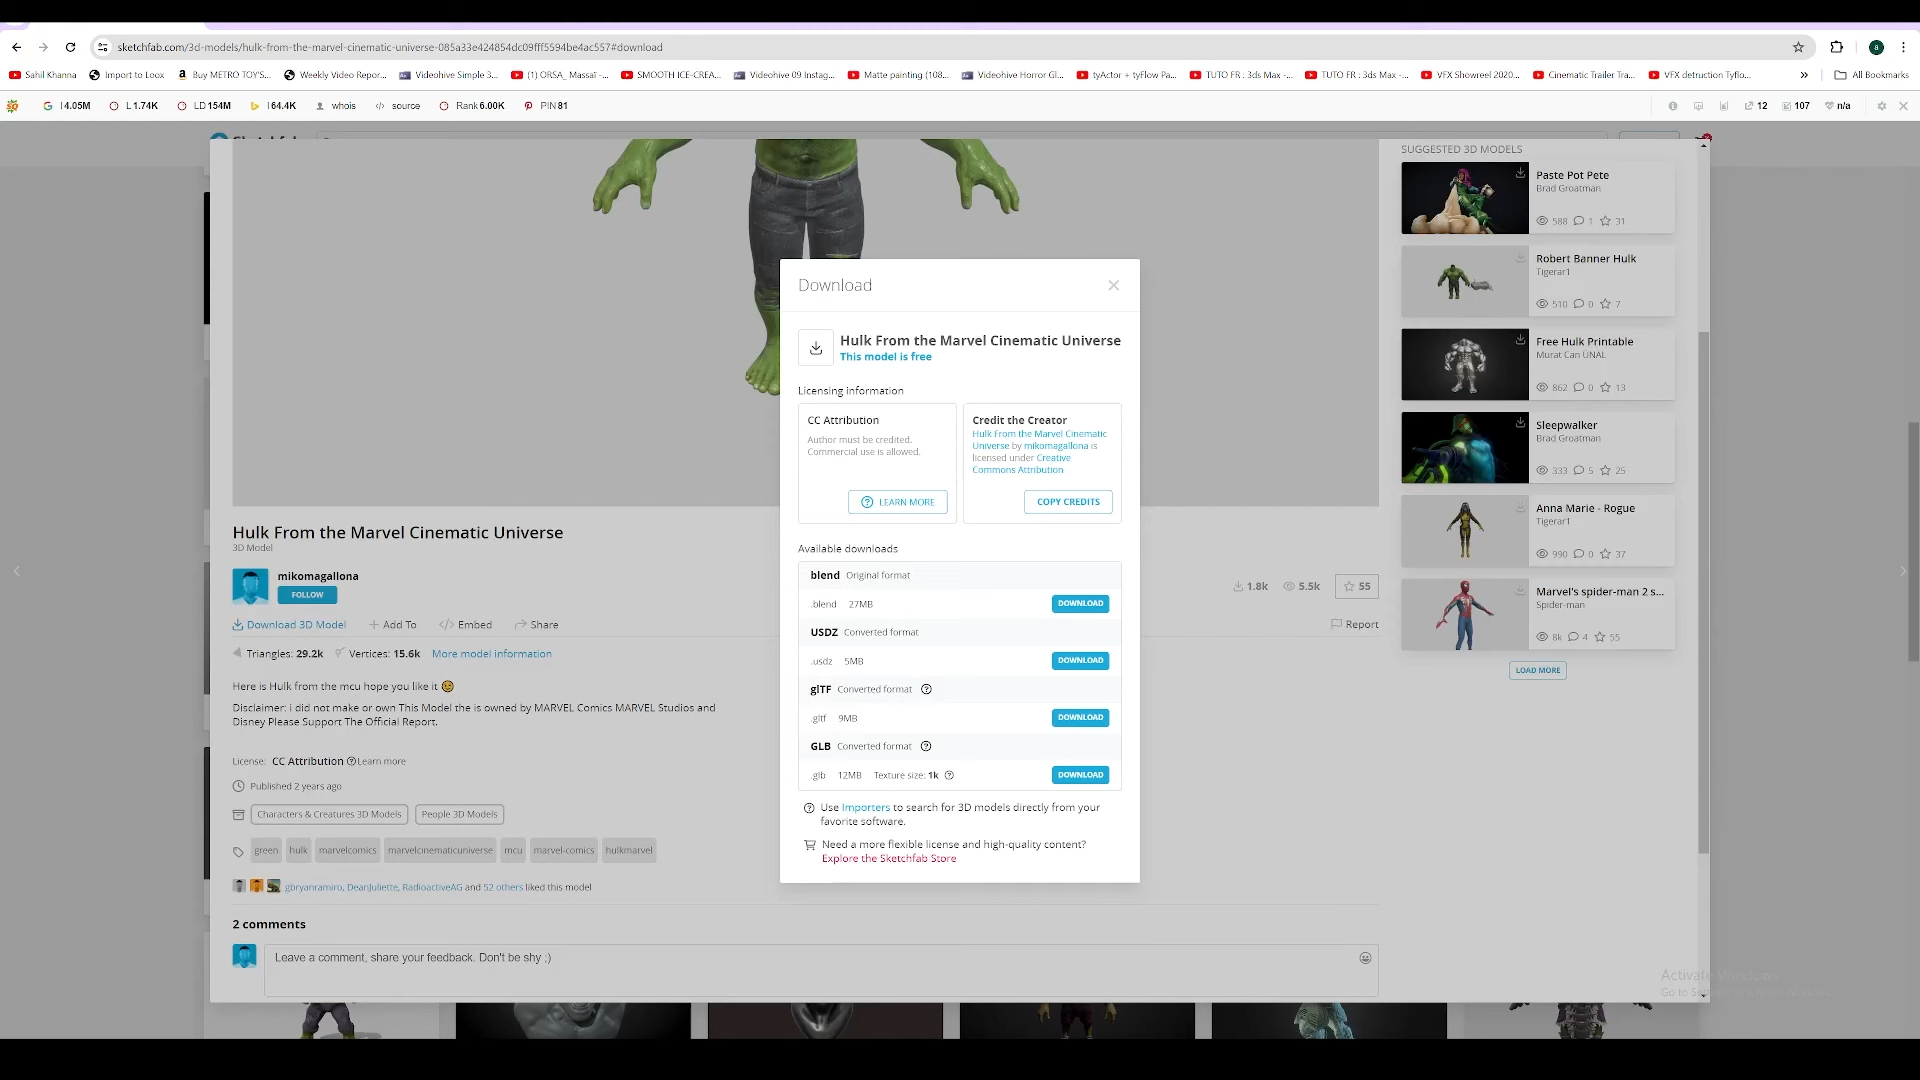 sketchfab.com/3d-models/hulk-from-the-marvel-cinematic-universe-085a33e424854dc09fff5594be4ac557#download
a
Sahil Khanna
Import to Loox
Buy METRO TOY'S...
Weekly Video Repor...
Videohive Simple 3...
(1) ORSA_ Massaï -...
SMOOTH ICE-CREA...
Videohive 09 Instag...
Matte painting (108...
Videohive Horror Gl...
tyActor + tyFlow Pa...
TUTO FR : 3ds Max -...
TUTO FR : 3ds Max -...
VFX Showreel 2020...
Cinematic Trailer Tra...
VFX detruction Tyflo...
All Bookmarks
I 4.05M
L 1.74K
LD 154M
I 64.4K
whois
source
Rank 6.00K
PIN 81
12
107
n/a
SUGGESTED 3D MODELS
Paste Pot Pete
Brad Groatman
588 1 31
Robert Banner Hulk
Tigerar1
510 0 7
Free Hulk Printable
Murat Can UNAL
862 0 13
Sleepwalker
Brad Groatman
333 5 25
Anna Marie - Rogue
Tigerar1
990 0 37
Marvel's spider-man 2 s...
Spider-man
8k 4 55
LOAD MORE
Download
Hulk From the Marvel Cinematic Universe
This model is free
Licensing information
CC Attribution
Author must be credited.
Commercial use is allowed.
LEARN MORE
Credit the Creator
Hulk From the Marvel Cinematic
Universe by mikomagallona is
licensed under Creative
Commons Attribution
COPY CREDITS
Available downloads
blend Original format
.blend 27MB DOWNLOAD
USDZ Converted format
.usdz 5MB DOWNLOAD
glTF Converted format
.gltf 9MB DOWNLOAD
GLB Converted format
.glb 12MB Texture size: 1k DOWNLOAD
Use Importers to search for 3D models directly from your
favorite software.
Need a more flexible license and high-quality content?
Explore the Sketchfab Store
Hulk From the Marvel Cinematic Universe
3D Model
mikomagallona
FOLLOW
1.8k 5.5k 55
Download 3D Model Add To Embed Share
Report
Triangles: 29.2k Vertices: 15.6k More model information
Here is Hulk from the mcu hope you like it
Disclaimer: i did not make or own This Model the is owned by MARVEL Comics MARVEL Studios and
Disney Please Support The Official Report.
License: CC Attribution Learn more
Published 2 years ago
Characters & Creatures 3D Models People 3D Models
green hulk marvelcomics marvelcinematicuniverse mcu marvel-comics hulkmarvel
gbryanramiro, DeanJuliette, RadioactiveAG and 52 others liked this model
2 comments
Leave a comment, share your feedback. Don't be shy ;)
Activate Windows